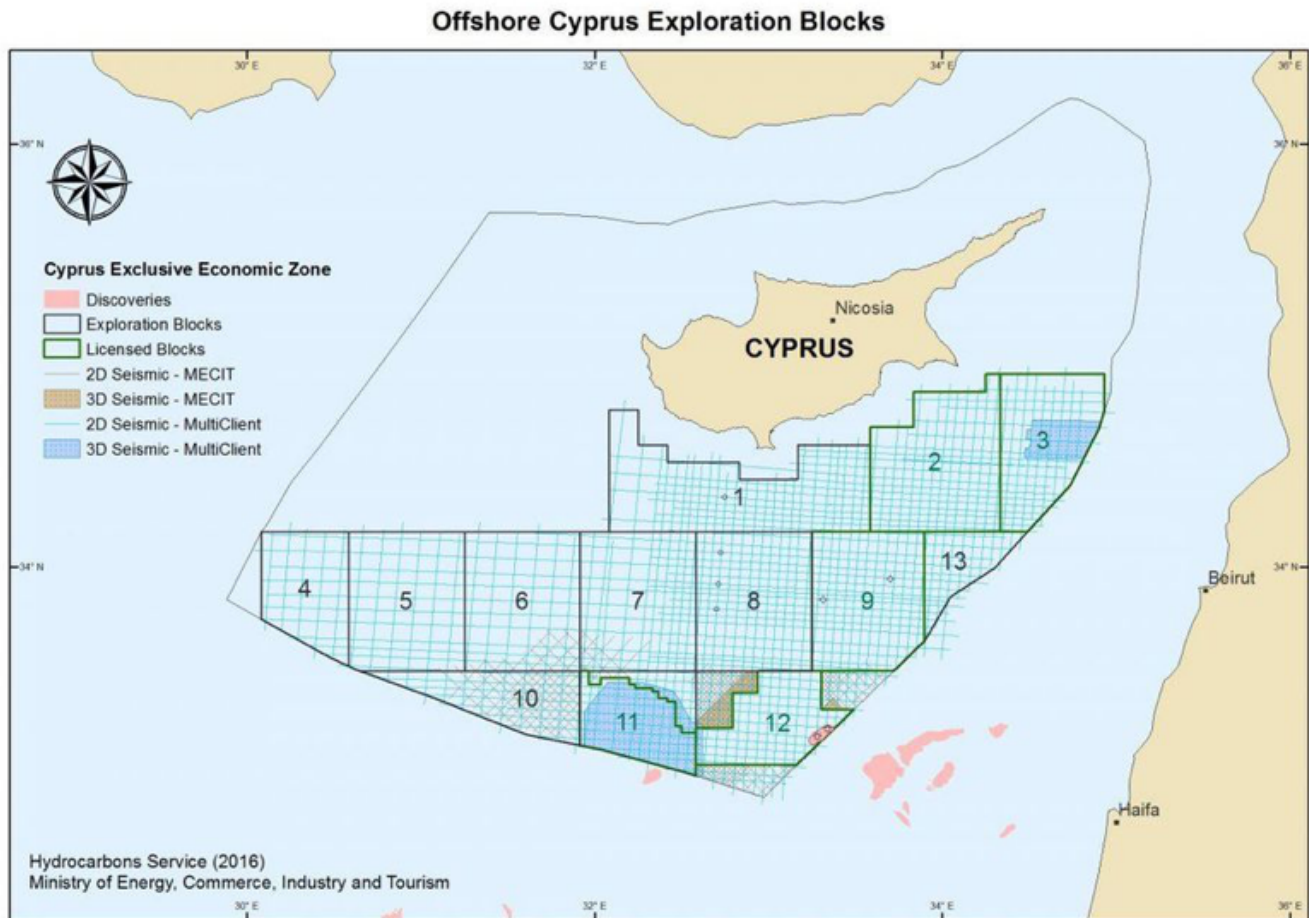 Offshore Cyprus Exploration Blocks
30° E
32° E
34° E
36° E
36° N
36° N
Cyprus Exclusive Economic Zone
Discoveries
Exploration Blocks
Licensed Blocks
2D Seismic - MECIT
3D Seismic - MECIT
2D Seismic - MultiClient
3D Seismic - MultiClient
Nicosia
CYPRUS
3
2
1
34° N
34° N
13
Beirut
4
5
6
7
8
9
10
11
12
Haifa
Hydrocarbons Service (2016)
Ministry of Energy, Commerce, Industry and Tourism
30° E
32° E
34° E
36° E